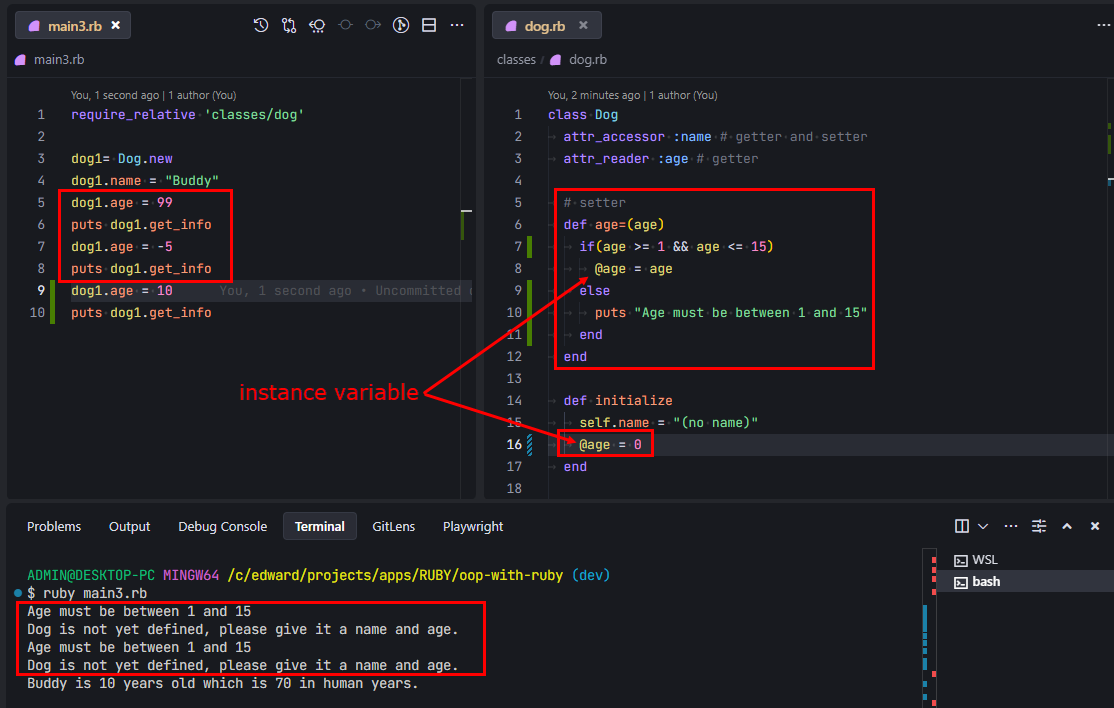 main3.rb
main3.rb
You, 1 second ago | 1 author (You)
1 require_relative 'classes/dog'
2
3 dog1= Dog.new
4 dog1.name = "Buddy"
5 dog1.age = 99
6 puts dog1.get_info
7 dog1.age = -5
8 puts dog1.get_info
9 dog1.age = 10 You, 1 second ago • Uncommitted
10 puts dog1.get_info
dog.rb
classes / dog.rb
You, 2 minutes ago | 1 author (You)
1 class Dog
2 attr_accessor :name # getter and setter
3 attr_reader :age # getter
4
5 # setter
6 def age=(age)
7 if(age >= 1 && age <= 15)
8 @age = age
9 else
10 puts "Age must be between 1 and 15"
11 end
12 end
13
14 def initialize
15 self.name = "(no name)"
16 @age = 0
17 end
18
instance variable
Problems Output Debug Console Terminal GitLens Playwright
ADMIN@DESKTOP-PC MINGW64 /c/edward/projects/apps/RUBY/oop-with-ruby (dev)
$ ruby main3.rb
Age must be between 1 and 15
Dog is not yet defined, please give it a name and age.
Age must be between 1 and 15
Dog is not yet defined, please give it a name and age.
Buddy is 10 years old which is 70 in human years.
WSL
bash